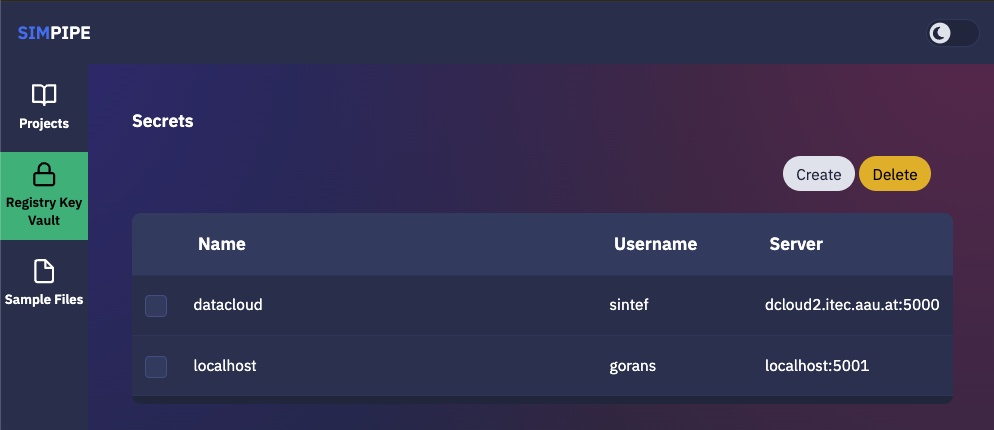 SIMPIPE
Projects
Registry Key
Vault
Sample Files
Secrets
Create Delete
Name Username Server
datacloud sintef dcloud2.itec.aau.at:5000
localhost gorans localhost:5001